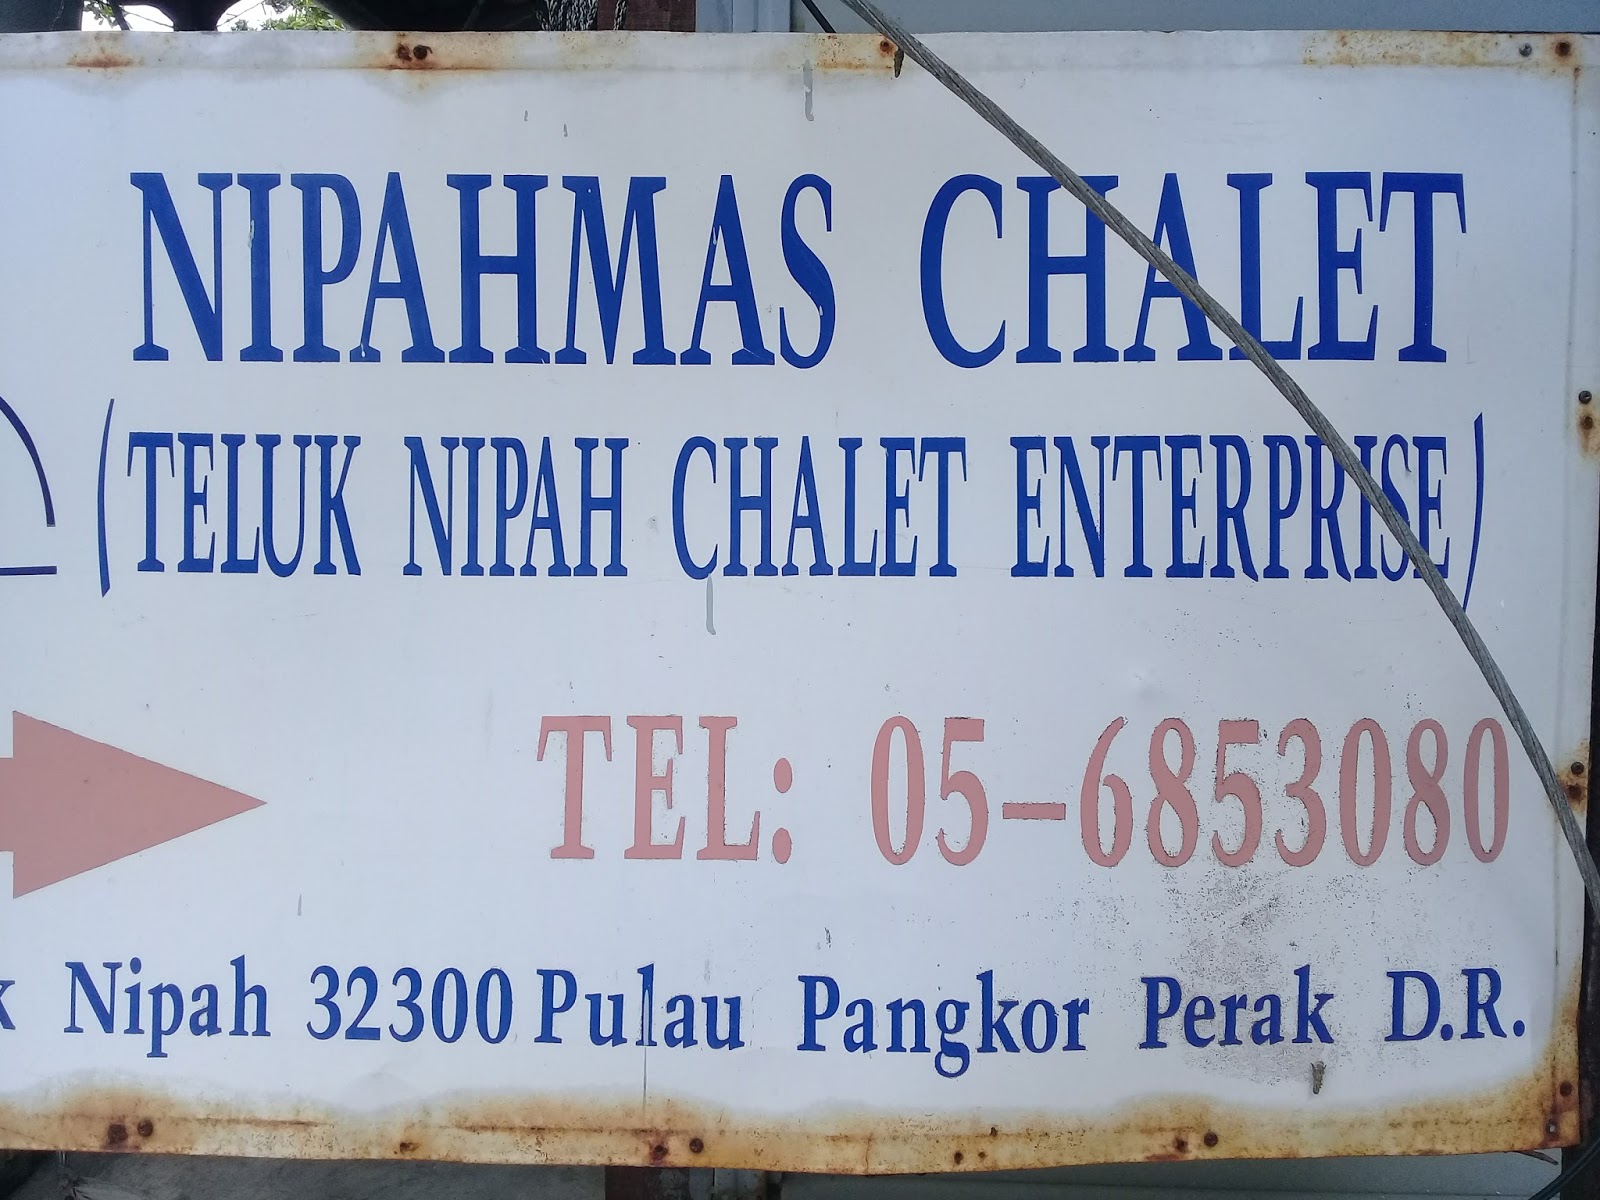 NIPAHMAS CHALET
(TELUK NIPAH CHALET ENTERPRISE)
TEL: 05-6853080
k Nipah 32300 Pulau Pangkor Perak D.R.